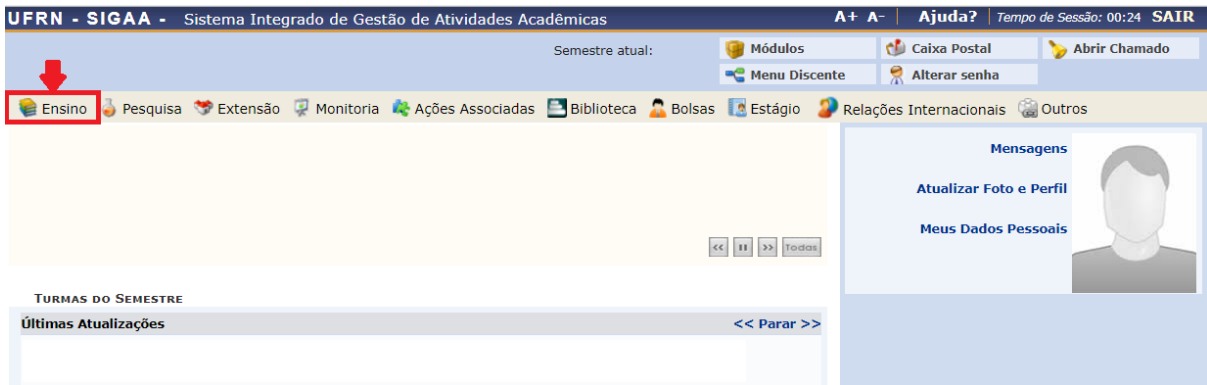 UFRN - SIGAA - Sistema Integrado de Gestão de Atividades Acadêmicas A+ A- | Ajuda? | Tempo de Sessão: 00:24 SAIR
Semestre atual: Módulos Caixa Postal Abrir Chamado
Menu Discente Alterar senha
Ensino Pesquisa Extensão Monitoria Ações Associadas Biblioteca Bolsas Estágio Relações Internacionais Outros
Mensagens
Atualizar Foto e Perfil
Meus Dados Pessoais
<< II >> Todas
TURMAS DO SEMESTRE
Últimas Atualizações << Parar >>